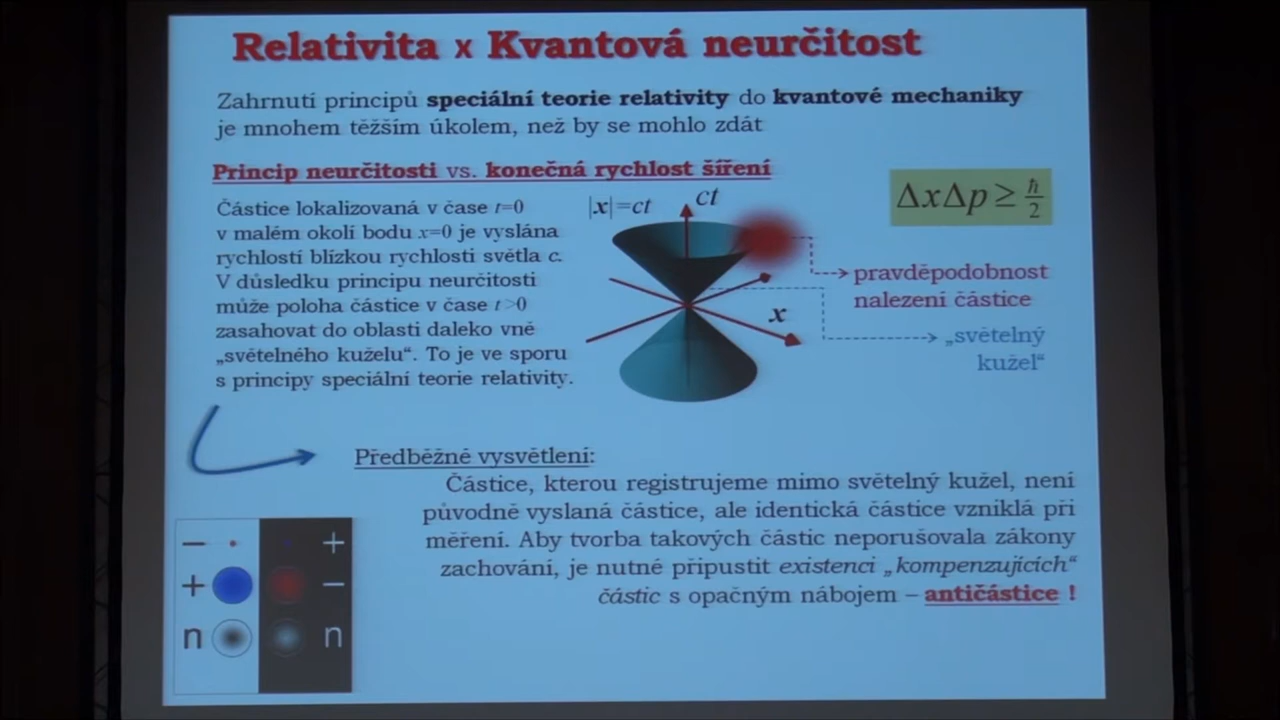 Relativita x Kvantová neurčitost
Zahrnutí principů speciální teorie relativity do kvantové mechaniky
je mnohem těžším úkolem, než by se mohlo zdát
Princip neurčitosti vs. konečná rychlost šíření
Částice lokalizovaná v čase t=0
v malém okolí bodu x=0 je vyslána
rychlostí blízkou rychlosti světla c.
V důsledku principu neurčitosti
může poloha částice v čase t>0
zasahovat do oblasti daleko vně
„světelného kuželu“. To je ve sporu
s principy speciální teorie relativity.
|x|=ct
ct
x
ΔxΔp ≥ ħ/2
pravděpodobnost
nalezení částice
„světelný
kužel“
Předběžné vysvětlení:
Částice, kterou registrujeme mimo světelný kužel, není
původně vyslaná částice, ale identická částice vzniklá při
měření. Aby tvorba takových částic neporušovala zákony
zachování, je nutné připustit existenci „kompenzujících“
částic s opačným nábojem – antičástice !
− +
+ −
n n